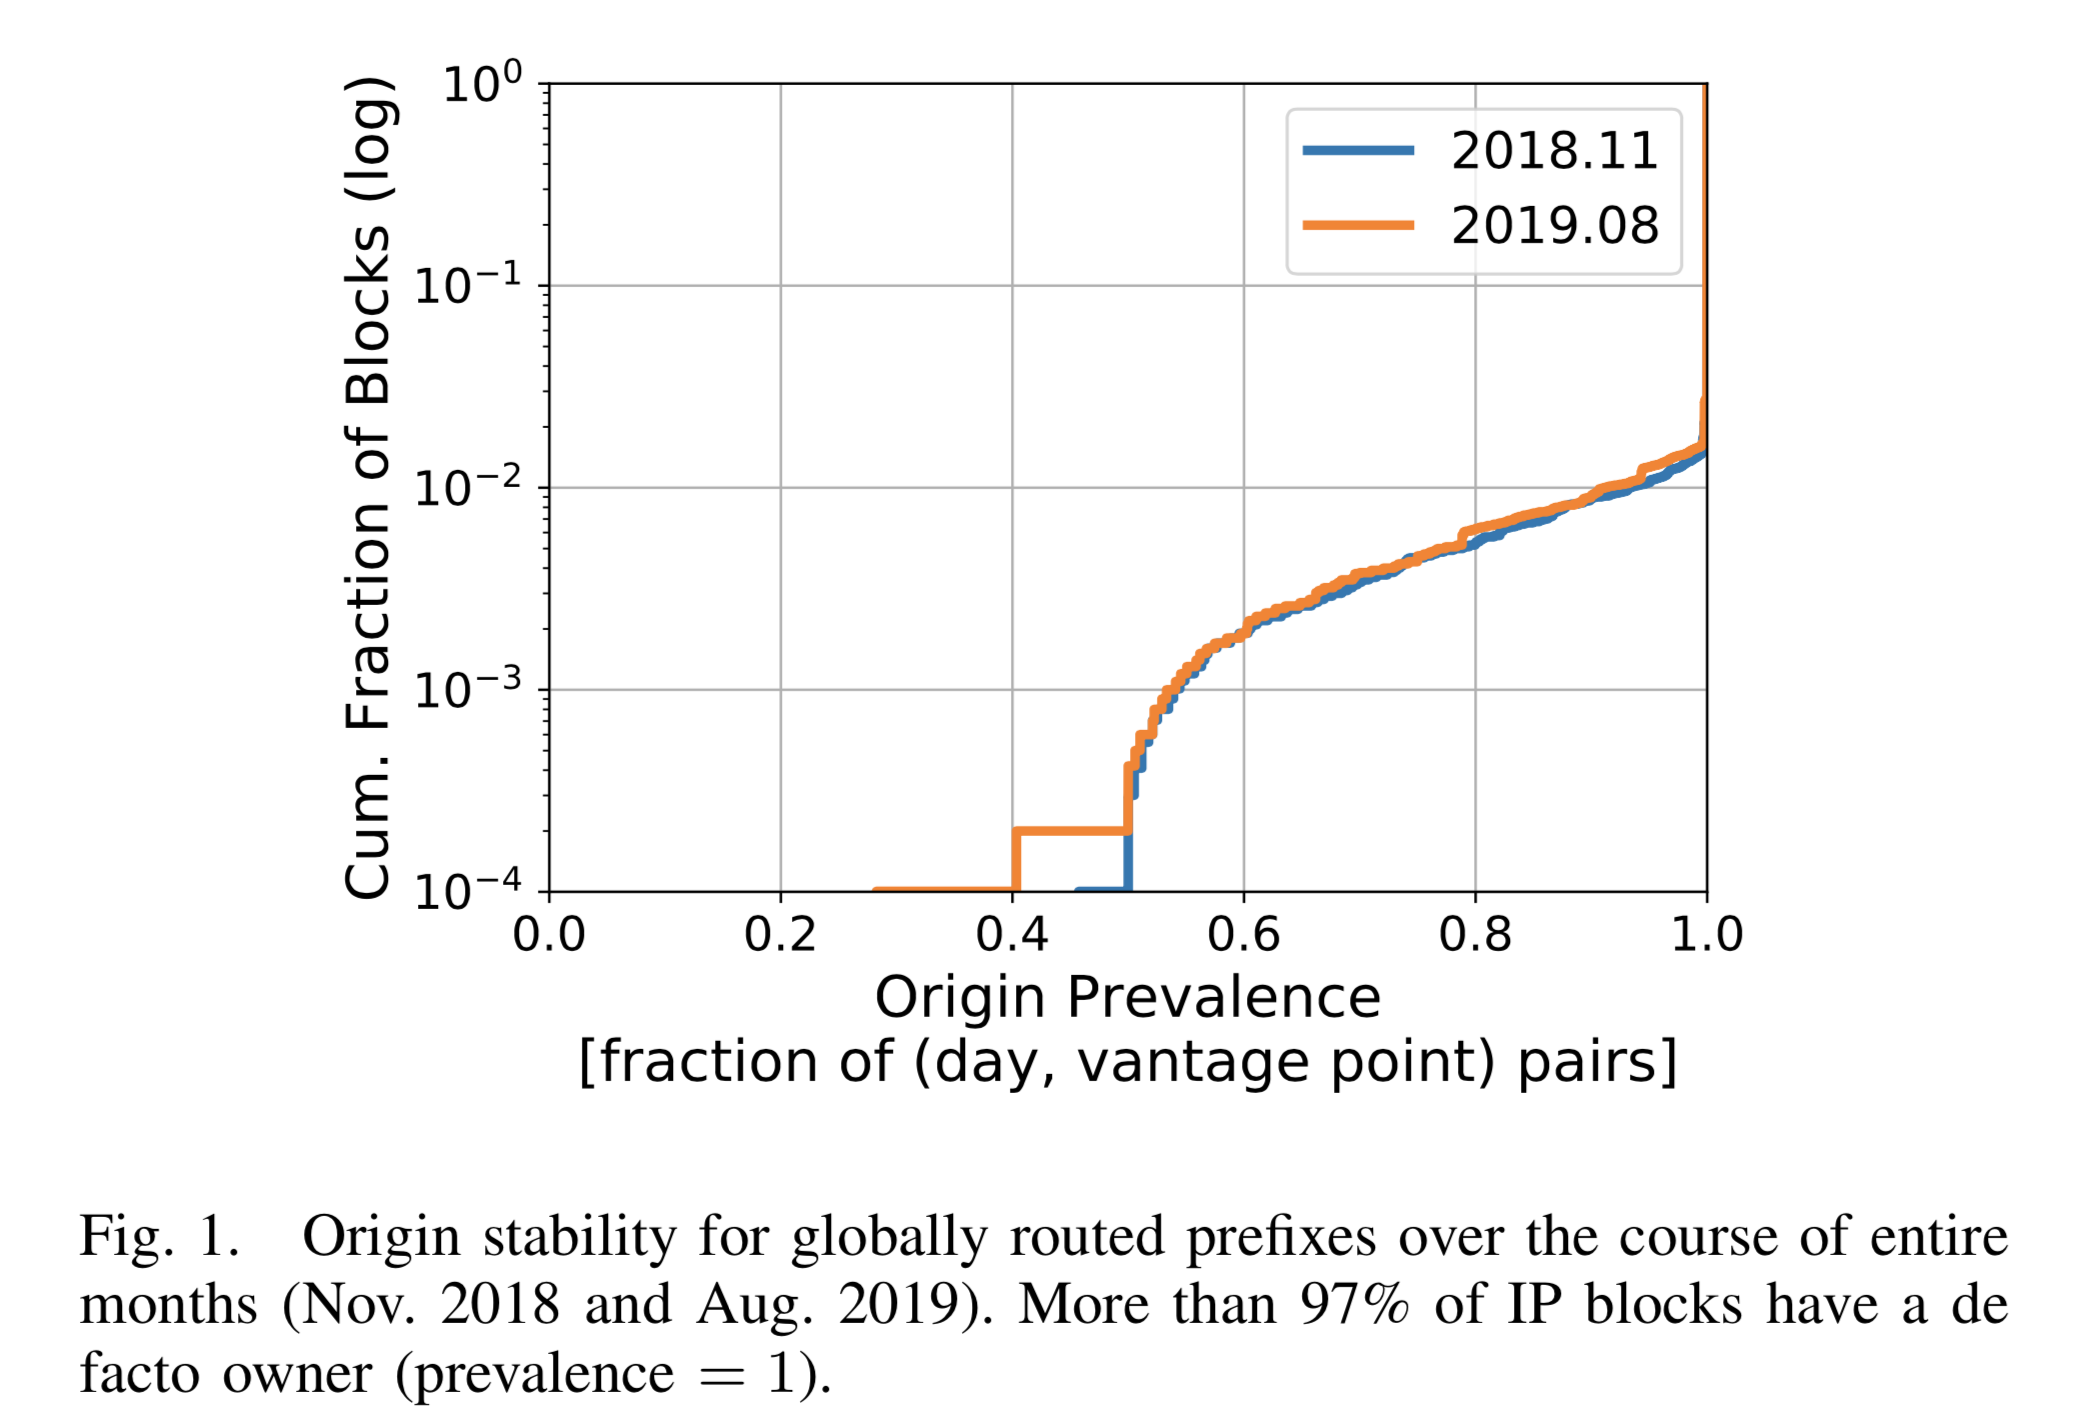 Cum. Fraction of Blocks (log)
10⁰
10⁻¹
10⁻²
10⁻³
10⁻⁴
2018.11
2019.08
0.0 0.2 0.4 0.6 0.8 1.0
Origin Prevalence
[fraction of (day, vantage point) pairs]
Fig. 1. Origin stability for globally routed prefixes over the course of entire
months (Nov. 2018 and Aug. 2019). More than 97% of IP blocks have a de
facto owner (prevalence = 1).